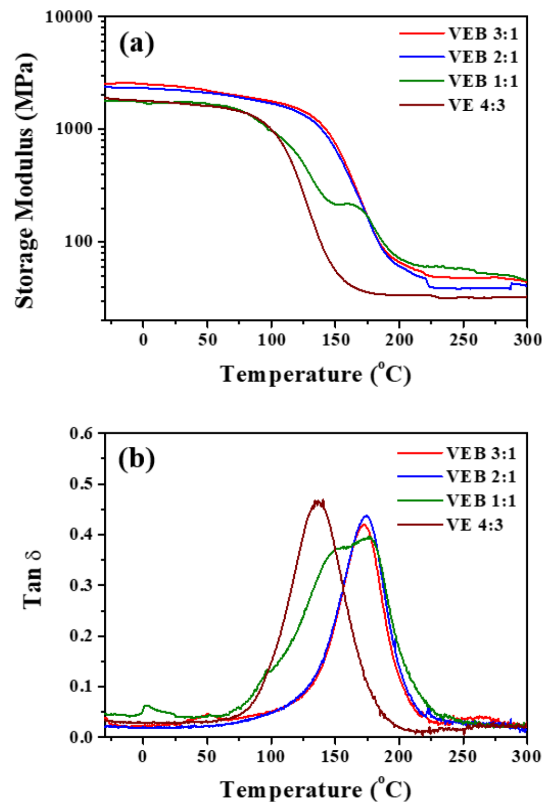 (a)
VEB 3:1
VEB 2:1
VEB 1:1
VE 4:3
10000
1000
100
Storage Modulus (MPa)
0 50 100 150 200 250 300
Temperature (°C)
(b)
VEB 3:1
VEB 2:1
VEB 1:1
VE 4:3
0.6
0.5
0.4
0.3
0.2
0.1
0.0
Tan δ
0 50 100 150 200 250 300
Temperature (°C)